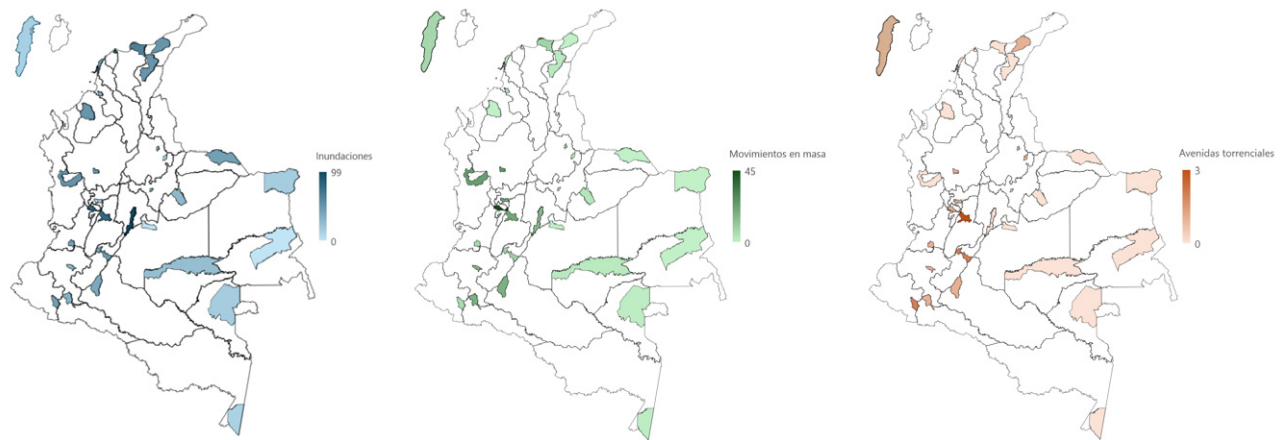 Inundaciones
99
0
Movimientos en masa
45
0
Avenidas torrenciales
3
0